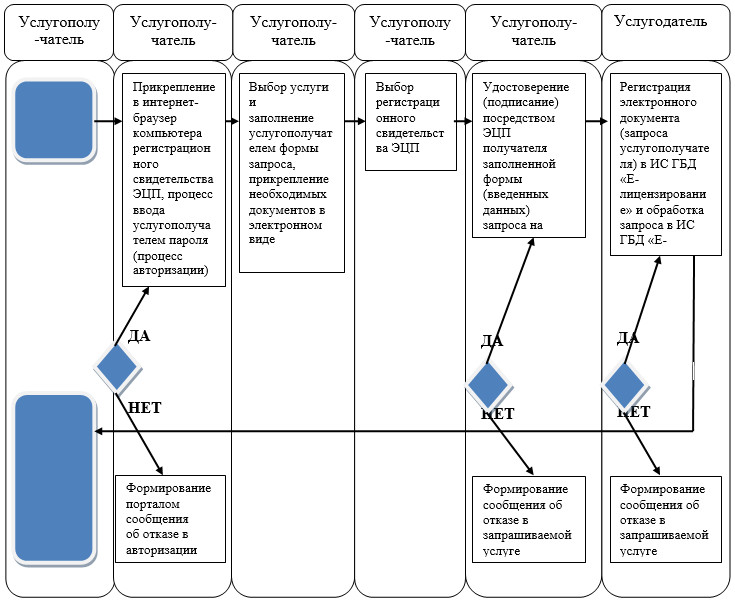 Услугополу
-чатель
Услугополу-
чатель
Услугополу-
чатель
Услугополу
-чатель
Услугополу-
чатель
Услугодатель
Прикрепление
в интернет-
браузер
компьютера
регистрацион
ного
свидетельства
ЭЦП, процесс
ввода
услугополуча
телем пароля
(процесс
авторизации)
Выбор услуги
и
заполнение
услугополучат
елем формы
запроса,
прикрепление
необходимых
документов в
электронном
виде
Выбор
регистраци
онного
свидетельст
ва ЭЦП
Удостоверение
(подписание)
посредством
ЭЦП
получателя
заполненной
формы
(введенных
данных)
запроса на
Регистрация
электронного
документа
(запроса
услугополучате
ля) в ИС ГБД
«Е-
лицензирование
е» и обработка
запроса в ИС
ГБД «Е-
ДА
ДА
ДА
НЕТ
НЕТ
НЕТ
Формирование
порталом
сообщения
об отказе в
авторизации
Формирование
сообщения об
отказе в
запрашиваемой
услуге
Формирование
сообщения об
отказе в
запрашиваемой
услуге